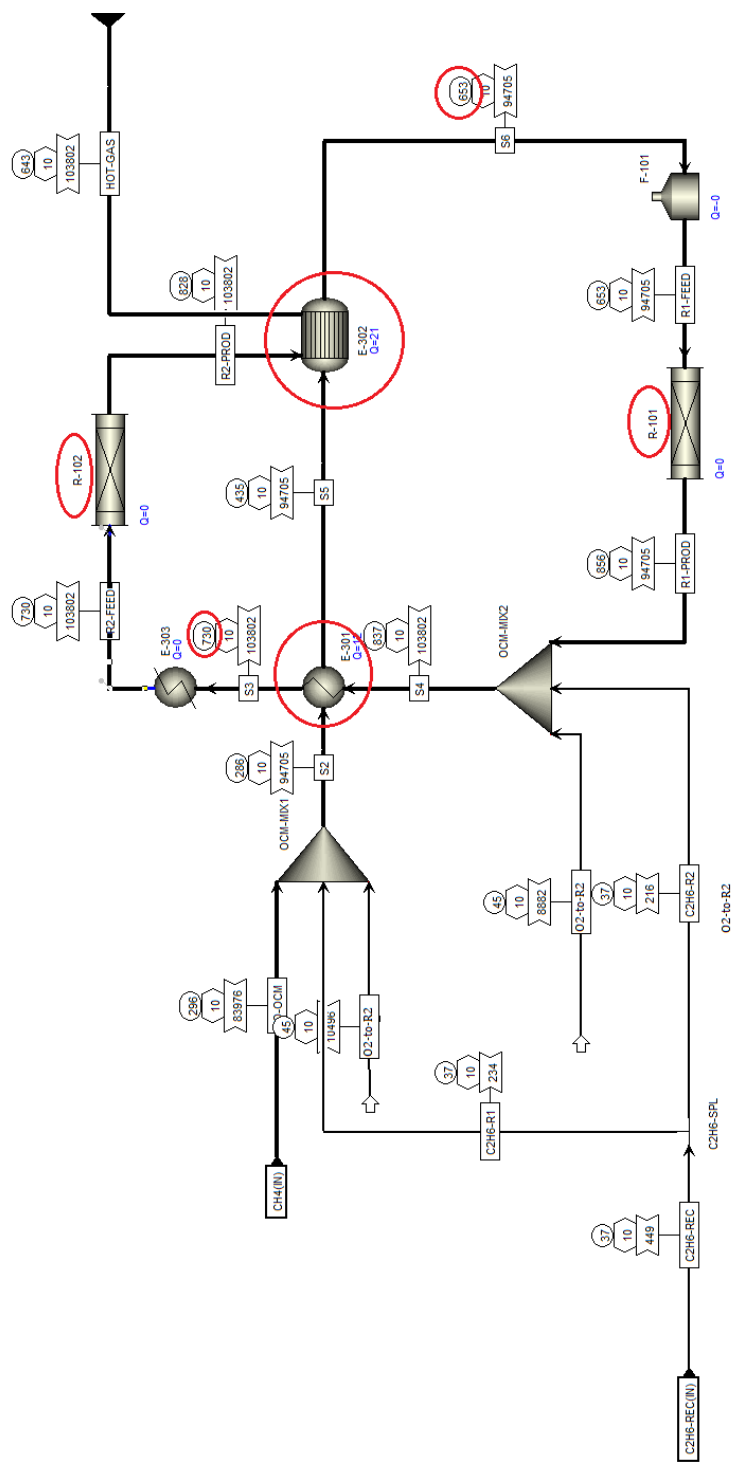 643
10
103802
HOT-GAS
653
10
94705
S6
F-101
Q=-0
828
10
103802
R2-PROD
E-302
Q=21
653
10
94705
R1-FEED
R-102
Q=0
R-101
Q=0
435
10
94705
S5
730
10
103802
R2-FEED
856
10
94705
R1-PROD
E-303
Q=0
730
10
103802
S3
E-301
Q=12
837
10
103802
S4
OCM-MIX2
286
10
94705
S2
OCM-MIX1
45
10
8882
O2-to-R2
37
10
216
C2H6-R2
O2-to-R2
296
10
83976
-OCM
45
10
10496
O2-to-R2
37
10
234
C2H6-R1
C2H6-SPL
CH4(IN)
37
10
449
C2H6-REC
C2H6-REC(IN)